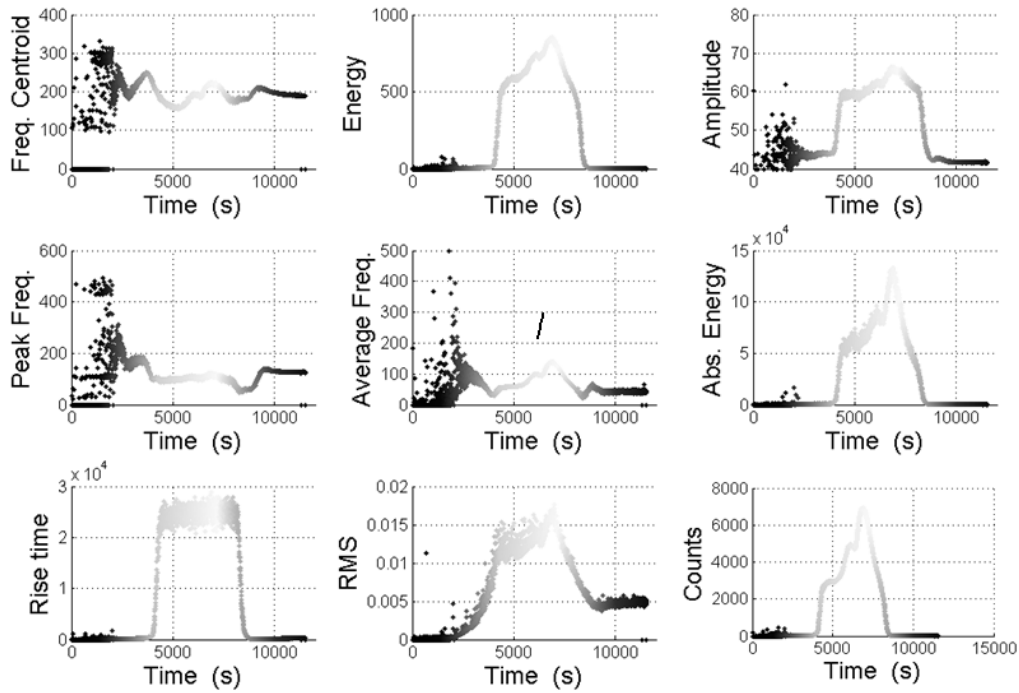 400
300
200
100
0
Freq. Centroid
0 5000 10000
Time (s)
1000
500
0
Energy
0 5000 10000
Time (s)
80
70
60
50
40
Amplitude
0 5000 10000
Time (s)
600
400
200
0
Peak Freq.
0 5000 10000
Time (s)
500
400
300
200
100
0
Average Freq.
0 5000 10000
Time (s)
x 10⁴
15
10
5
0
Abs. Energy
0 5000 10000
Time (s)
x 10⁴
3
2
1
0
Rise time
0 5000 10000
Time (s)
0.02
0.015
0.01
0.005
0
RMS
0 5000 10000
Time (s)
8000
6000
4000
2000
0
Counts
0 5000 10000 15000
Time (s)